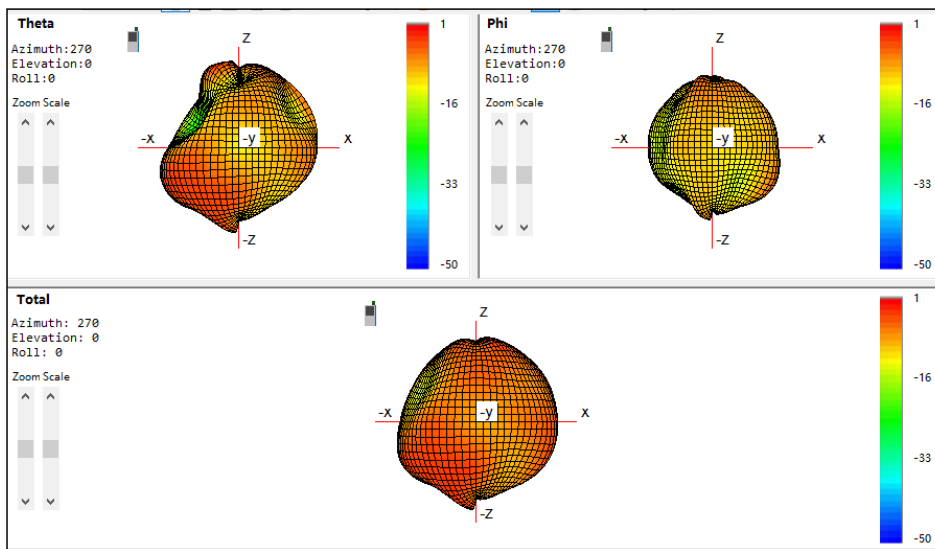 Theta
Azimuth:270
Elevation:0
Roll:0
Zoom Scale
Z
-x
-y
x
-Z
1
-16
-33
-50
Phi
Azimuth:270
Elevation:0
Roll:0
Zoom Scale
Z
-x
-y
x
-Z
1
-16
-33
-50
Total
Azimuth: 270
Elevation: 0
Roll: 0
Zoom Scale
Z
-x
-y
x
-Z
1
-16
-33
-50